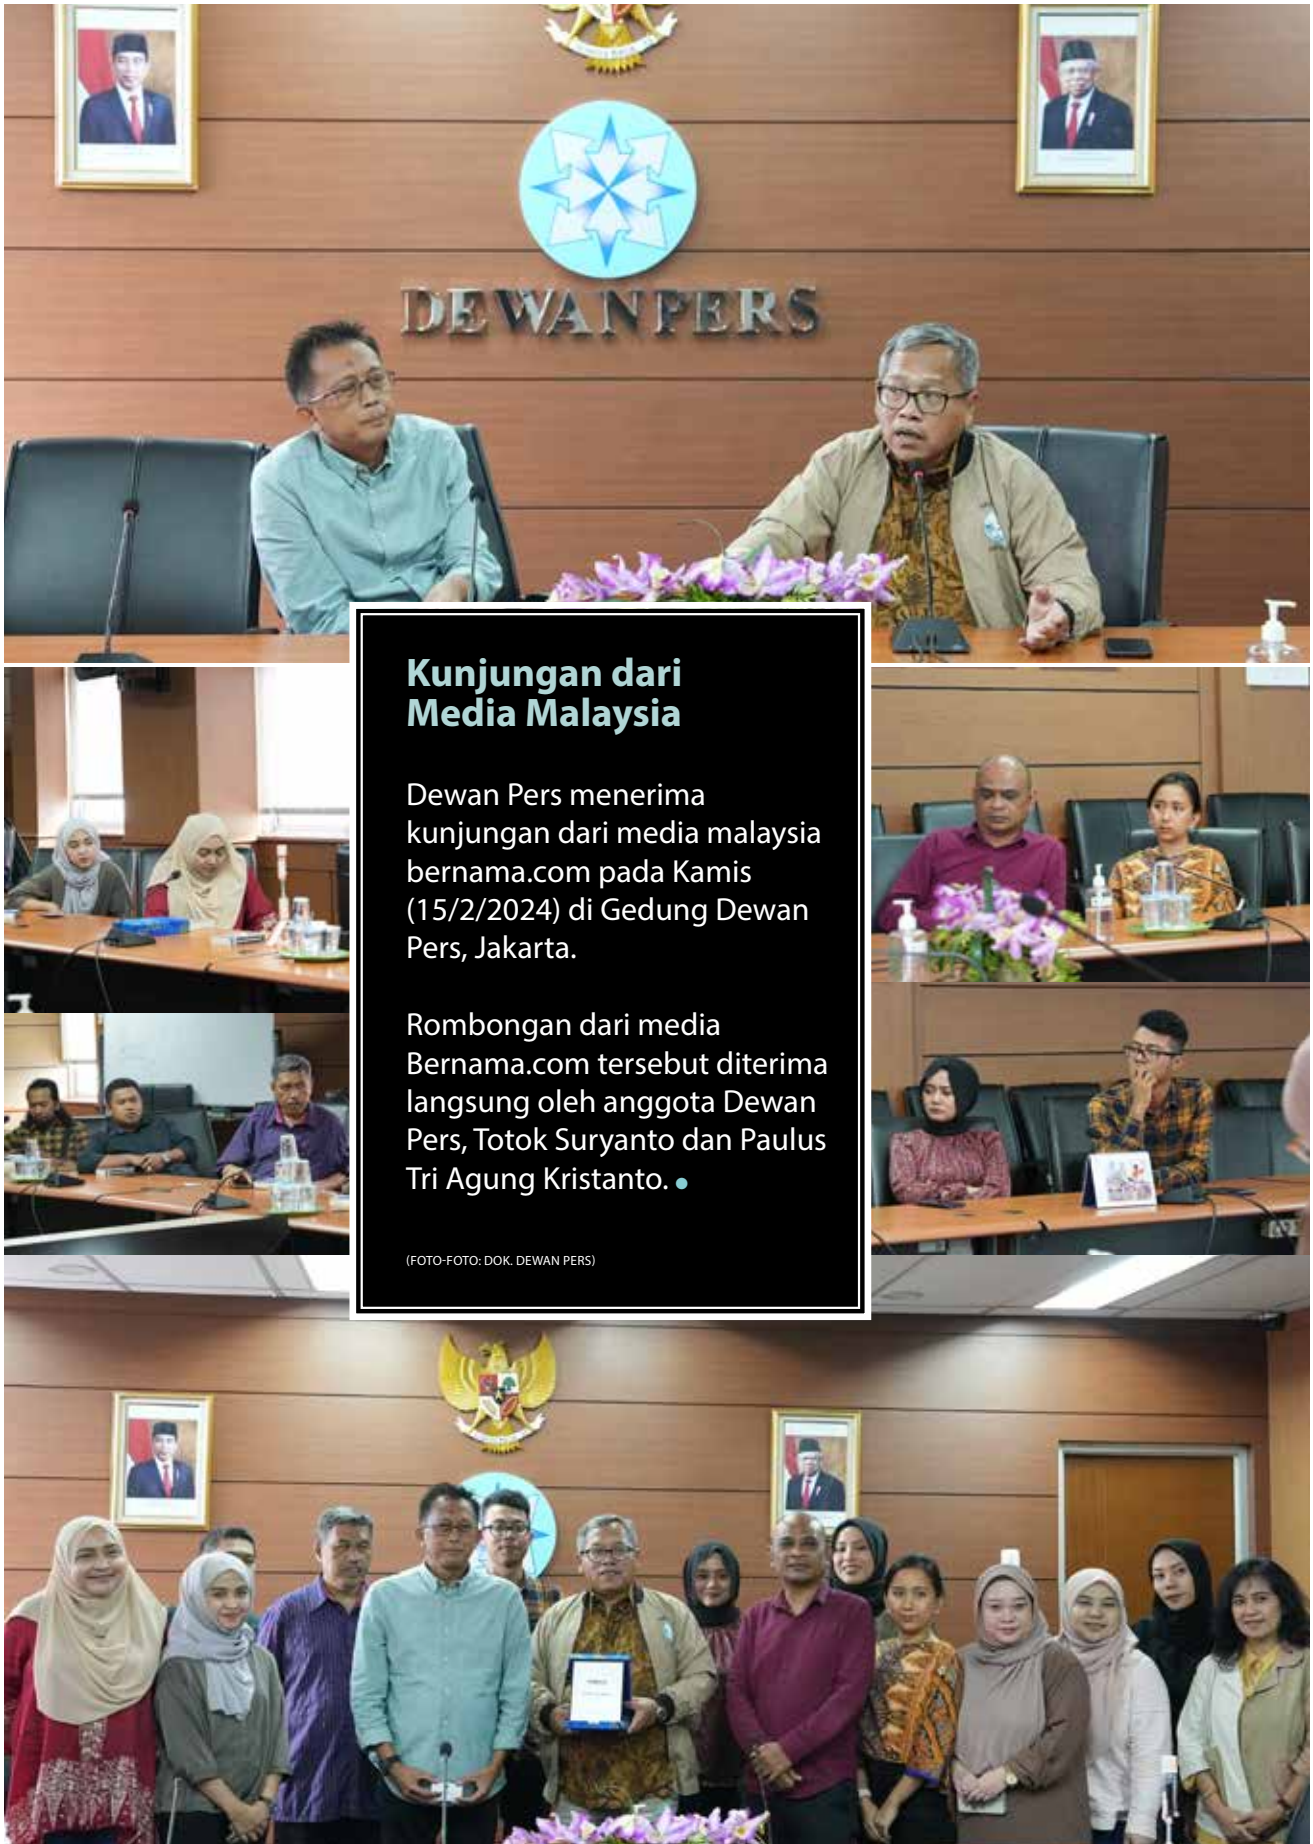 DEWAN PERS
Kunjungan dari
Media Malaysia
Dewan Pers menerima
kunjungan dari media malaysia
bernama.com pada Kamis
(15/2/2024) di Gedung Dewan
Pers, Jakarta.
Rombongan dari media
Bernama.com tersebut diterima
langsung oleh anggota Dewan
Pers, Totok Suryanto dan Paulus
Tri Agung Kristanto.
(FOTO-FOTO: DOK. DEWAN PERS)